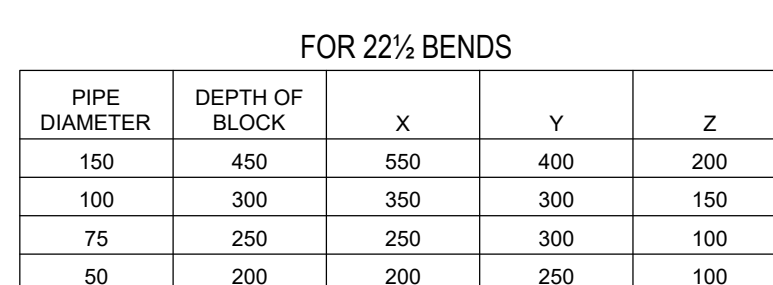 FOR 22½ BENDS
PIPE DIAMETER DEPTH OF BLOCK X Y Z
150 450 550 400 200
100 300 350 300 150
75 250 250 300 100
50 200 200 250 100